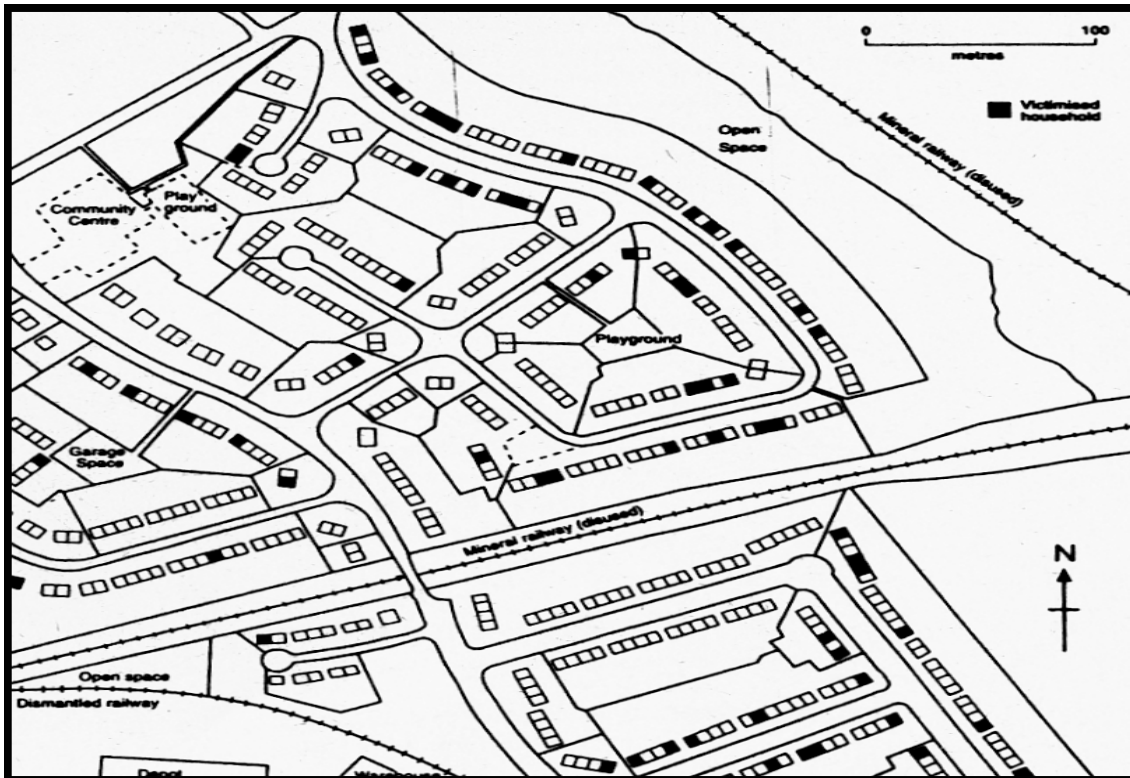 0 100
metres
Victimised
household
Mineral railway (disused)
Open
Space
Play
ground
Community
Centre
Playground
Garage
Space
Mineral railway (disused)
N
Open space
Dismantled railway
Depot
Warehouse